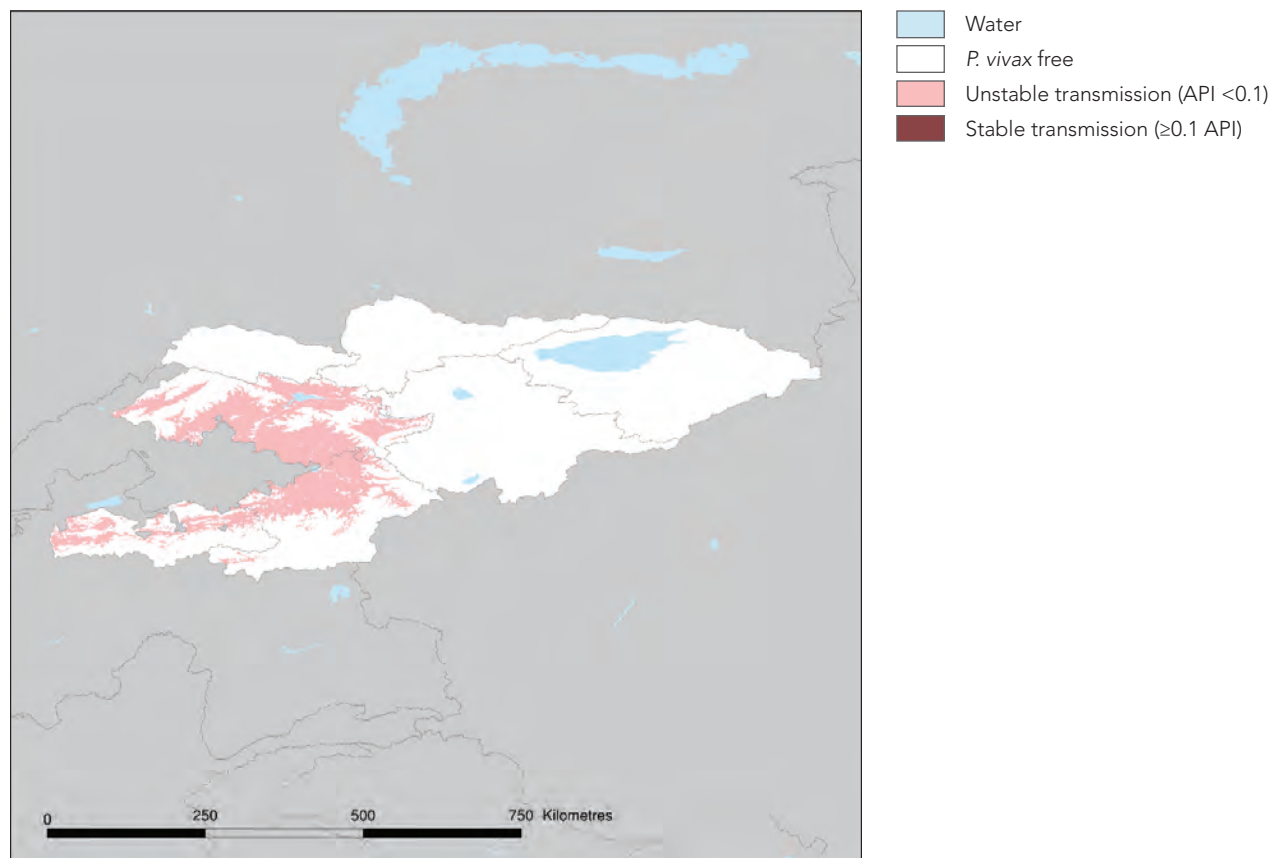 Water
P. vivax free
Unstable transmission (API <0.1)
Stable transmission (≥0.1 API)
0 250 500 750 Kilometres